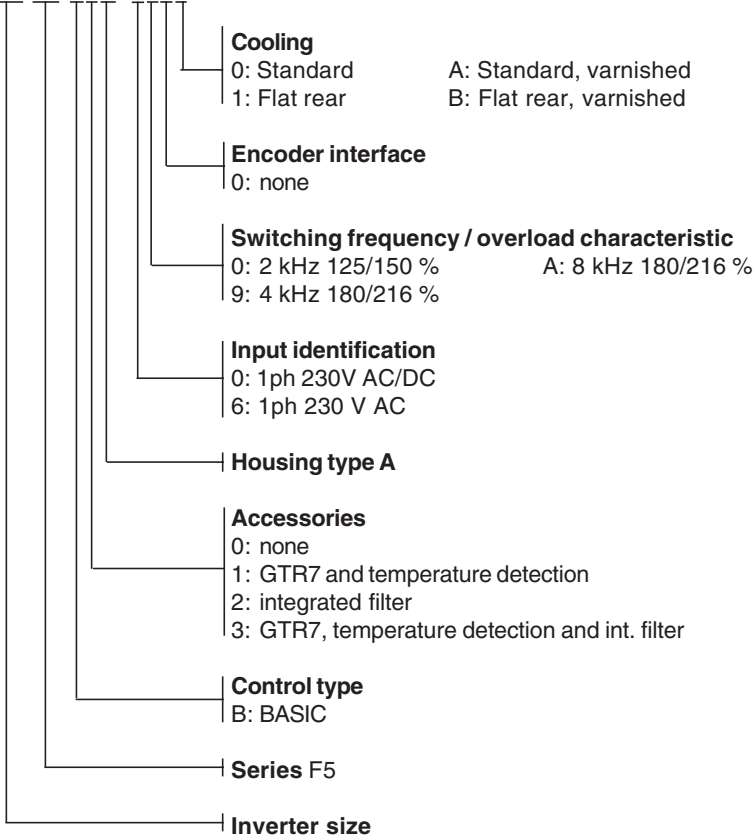 Cooling
0: Standard A: Standard, varnished
1: Flat rear B: Flat rear, varnished
Encoder interface
0: none
Switching frequency / overload characteristic
0: 2 kHz 125/150 % A: 8 kHz 180/216 %
9: 4 kHz 180/216 %
Input identification
0: 1ph 230V AC/DC
6: 1ph 230 V AC
Housing type A
Accessories
0: none
1: GTR7 and temperature detection
2: integrated filter
3: GTR7, temperature detection and int. filter
Control type
B: BASIC
Series F5
Inverter size